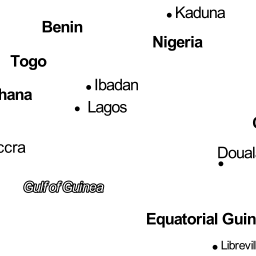 Kaduna
Benin
Nigeria
Togo
Ibadan
hana
Lagos
ccra
Doual
Gulf of Guinea
Equatorial Guin
Librevil